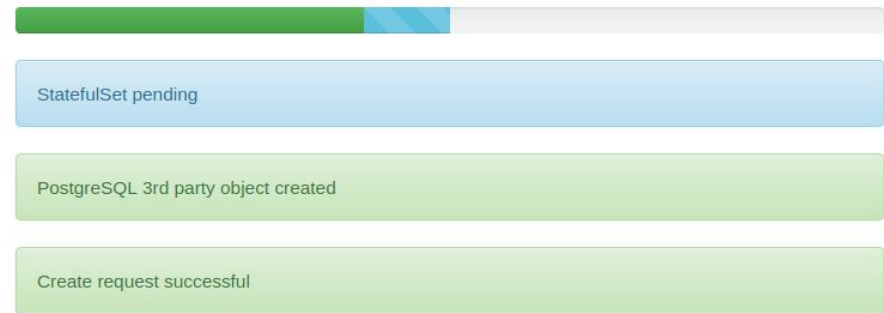 StatefulSet pending
PostgreSQL 3rd party object created
Create request successful